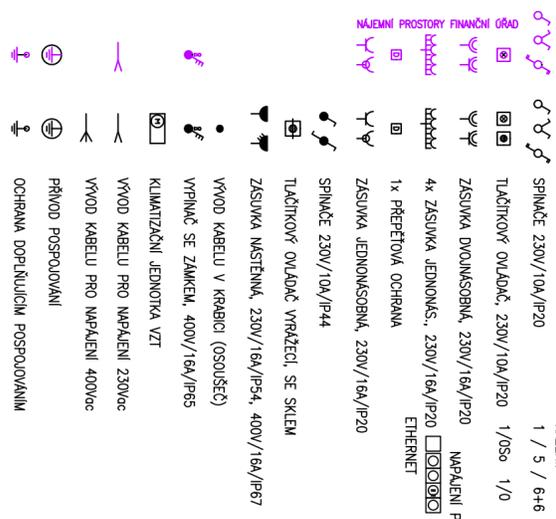 NÁJEMNÍ PROSTORY FINANČNÍ ÚŘAD
SPÍNAČE 230V/10A/IP20
1 / 5 / 6+6
TLAČÍTKOVÝ OVLÁDAČ, 230V/10A/IP20
1/0So 1/0
ZÁSUVKA DVOJNÁSOBNÁ, 230V/16A/IP20
NAPÁJENÍ P
4x ZÁSUVKA JEDNONÁS., 230V/16A/IP20
ETHERNET
1x PŘEPĚŤOVÁ OCHRANA
ZÁSUVKA JEDNONÁSOBNÁ, 230V/16A/IP20
SPÍNAČE 230V/10A/IP44
TLAČÍTKOVÝ OVLÁDAČ VYRÁŽECÍ, SE SKLEM
ZÁSUVKA NÁSTĚNNÁ, 230V/16A/IP54, 400V/16A/IP67
VÝVOD KABELU V KRABICI (OSOUŠEČ)
VYPÍNAČ SE ZÁMKEM, 400V/16A/IP65
KLIMATIZAČNÍ JEDNOTKA VZT
VÝVOD KABELU PRO NAPÁJENÍ 230Vac
VÝVOD KABELU PRO NAPÁJENÍ 400Vac
PŘÍVOD POSPOJOVÁNÍ
OCHRANA DOPLŇUJÍCÍM POSPOJOVÁNÍM